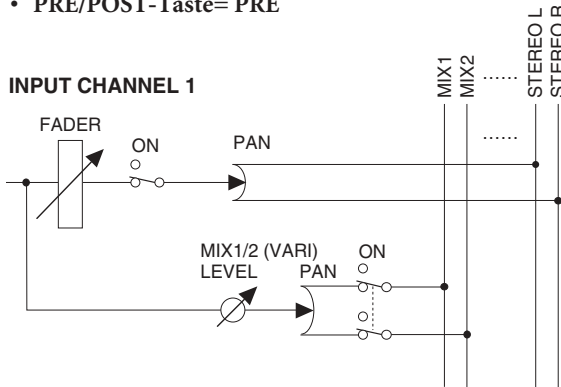 • PRE/POST-Taste= PRE
INPUT CHANNEL 1
MIX1
MIX2
......
STEREO L
STEREO R
......
FADER
ON
PAN
MIX1/2 (VARI)
LEVEL
PAN
ON